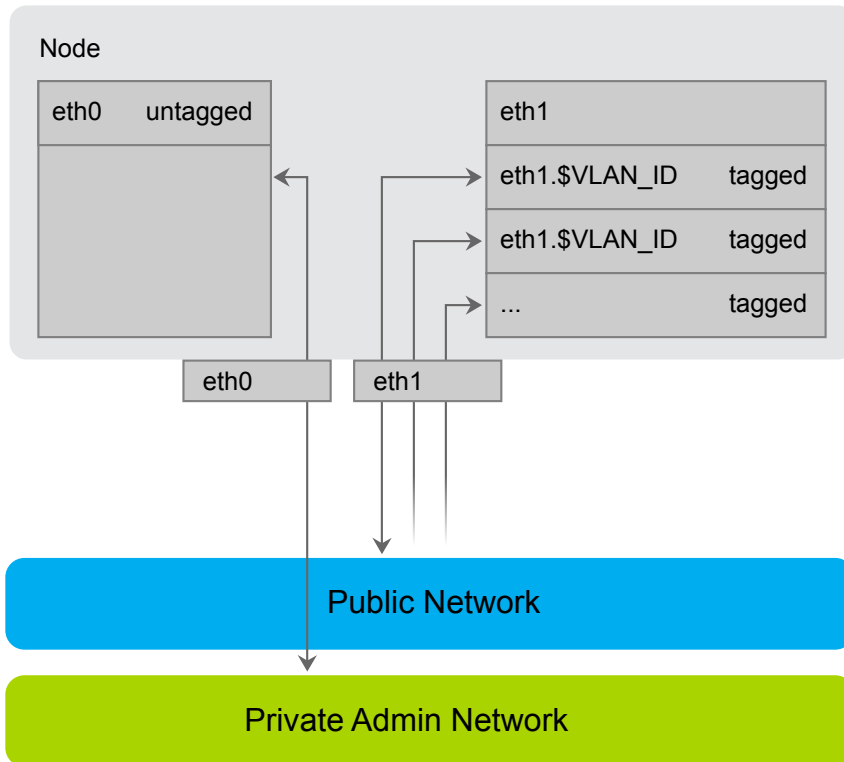 Node
eth0 untagged
eth1
eth1.$VLAN_ID tagged
eth1.$VLAN_ID tagged
... tagged
eth0
eth1
Public Network
Private Admin Network